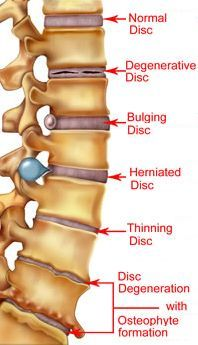 Normal
Disc
Degenerative
Disc
Bulging
Disc
Herniated
Disc
Thinning
Disc
Disc
Degeneration
with
Osteophyte
formation